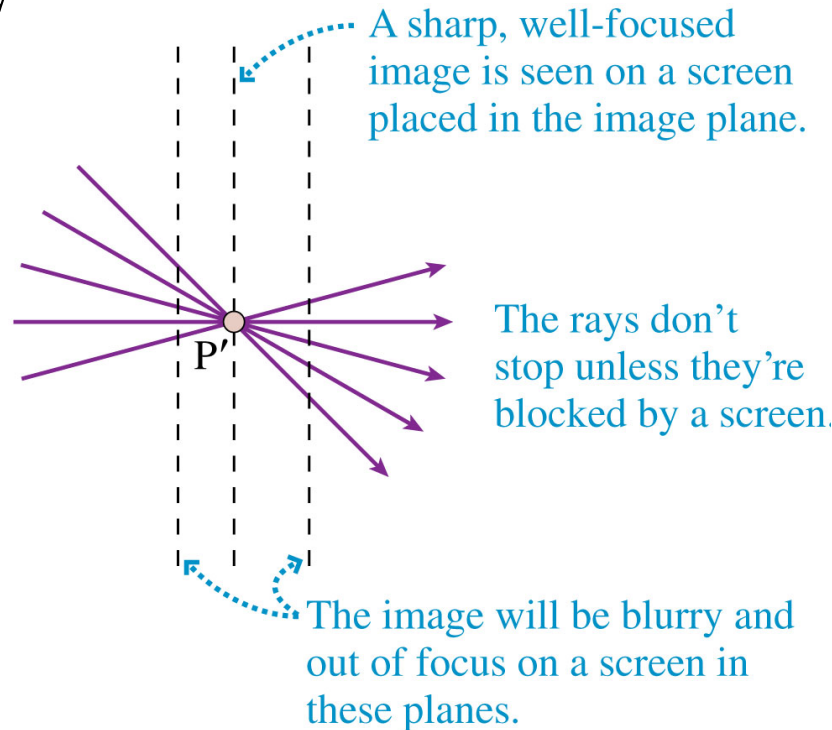 A sharp, well-focused
image is seen on a screen
placed in the image plane.
The rays don’t
stop unless they’re
blocked by a screen.
P′
The image will be blurry and
out of focus on a screen in
these planes.